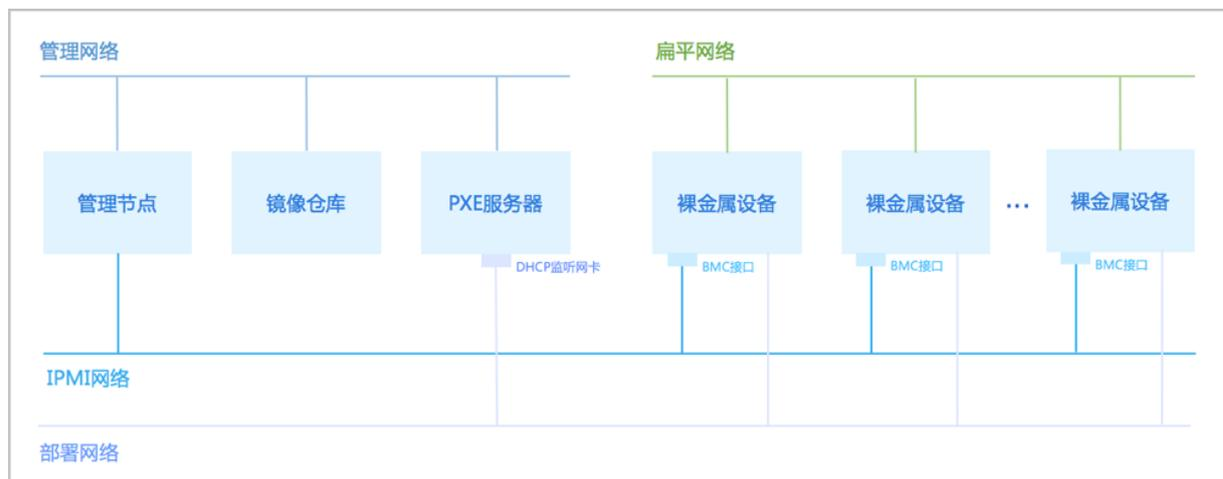 管理网络
扁平网络
管理节点
镜像仓库
PXE服务器
裸金属设备
裸金属设备
...
裸金属设备
DHCP监听网卡
BMC接口
BMC接口
BMC接口
IPMI网络
部署网络